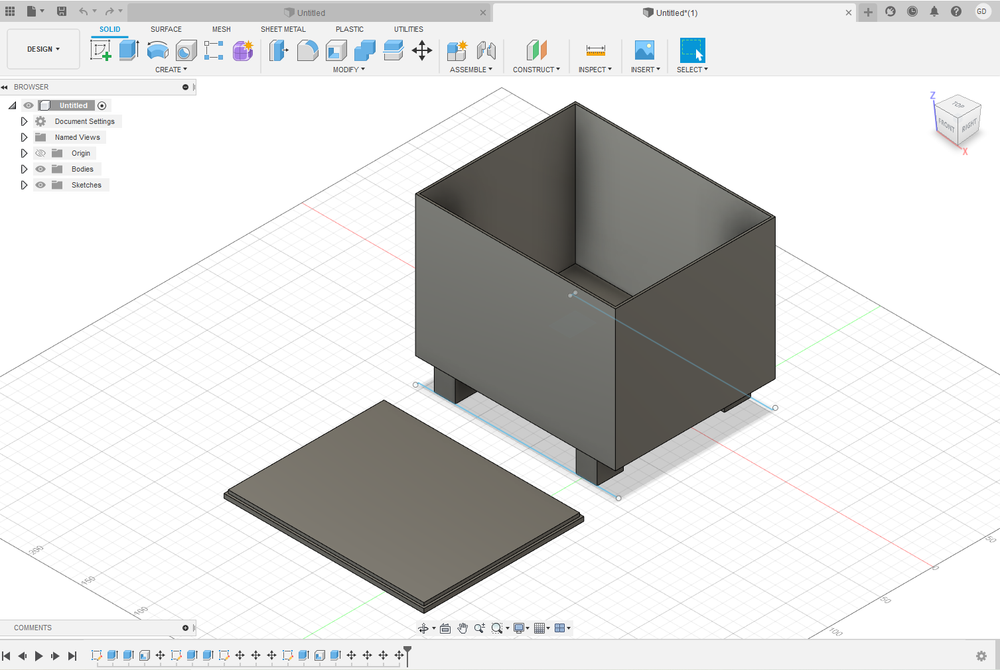 Untitled
Untitled*(1)
GD
SOLID SURFACE MESH SHEET METAL PLASTIC UTILITIES
DESIGN
CREATE MODIFY ASSEMBLE CONSTRUCT INSPECT INSERT SELECT
BROWSER
Untitled
Document Settings
Named Views
Origin
Bodies
Sketches
Z
TOP
FRONT
RIGHT
X
50
0
50
100
200
150
100
COMMENTS